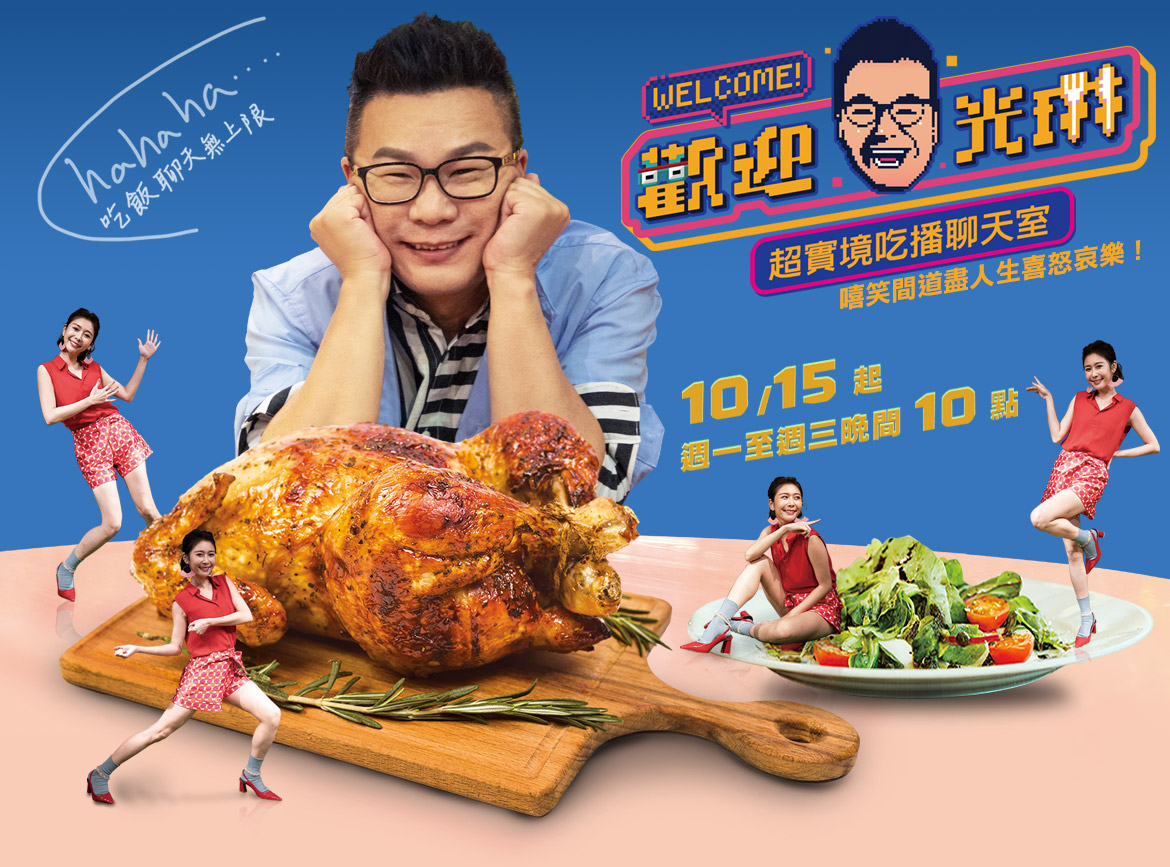 hahaha.....
吃飯聊天無上限
WELCOME!
歡迎光琳
超實境吃播聊天室
嘻笑間道盡人生喜怒哀樂！
10/15 起
週一至週三晚間 10 點